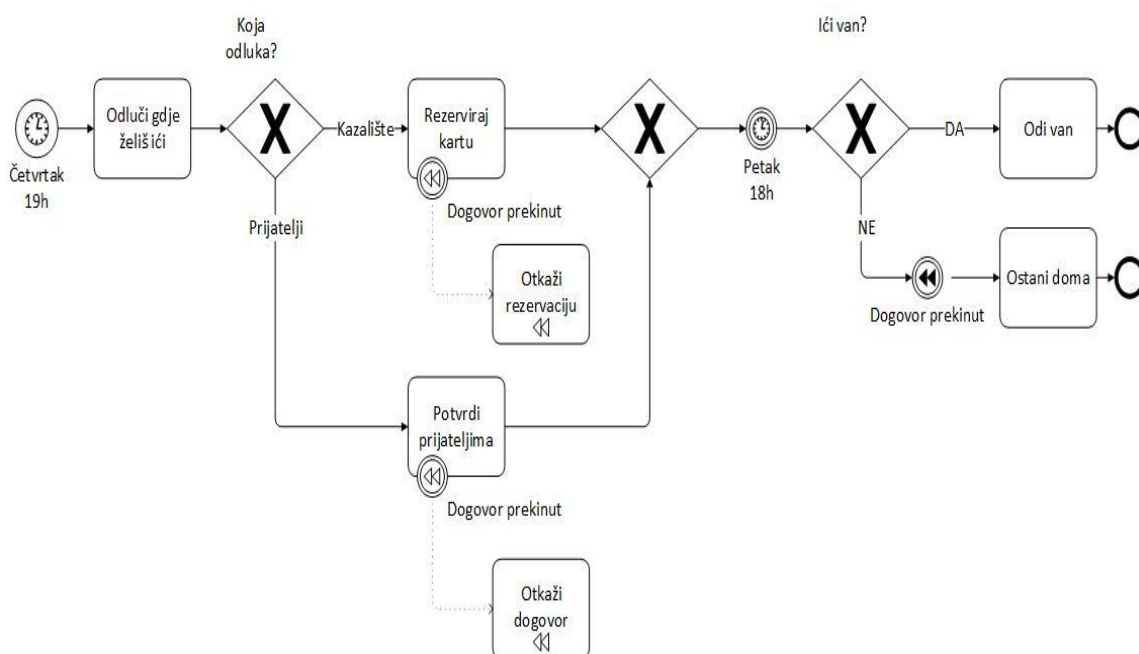 Koja
odluka?
Ići van?
Četvrtak
19h
Odluči gdje
želiš ići
Kazalište
Rezerviraj
kartu
Petak
18h
DA
Odi van
Prijatelji
Dogovor prekinut
NE
Otkaži
rezervaciju
Dogovor prekinut
Ostani doma
Potvrdi
prijateljima
Dogovor prekinut
Otkaži
dogovor